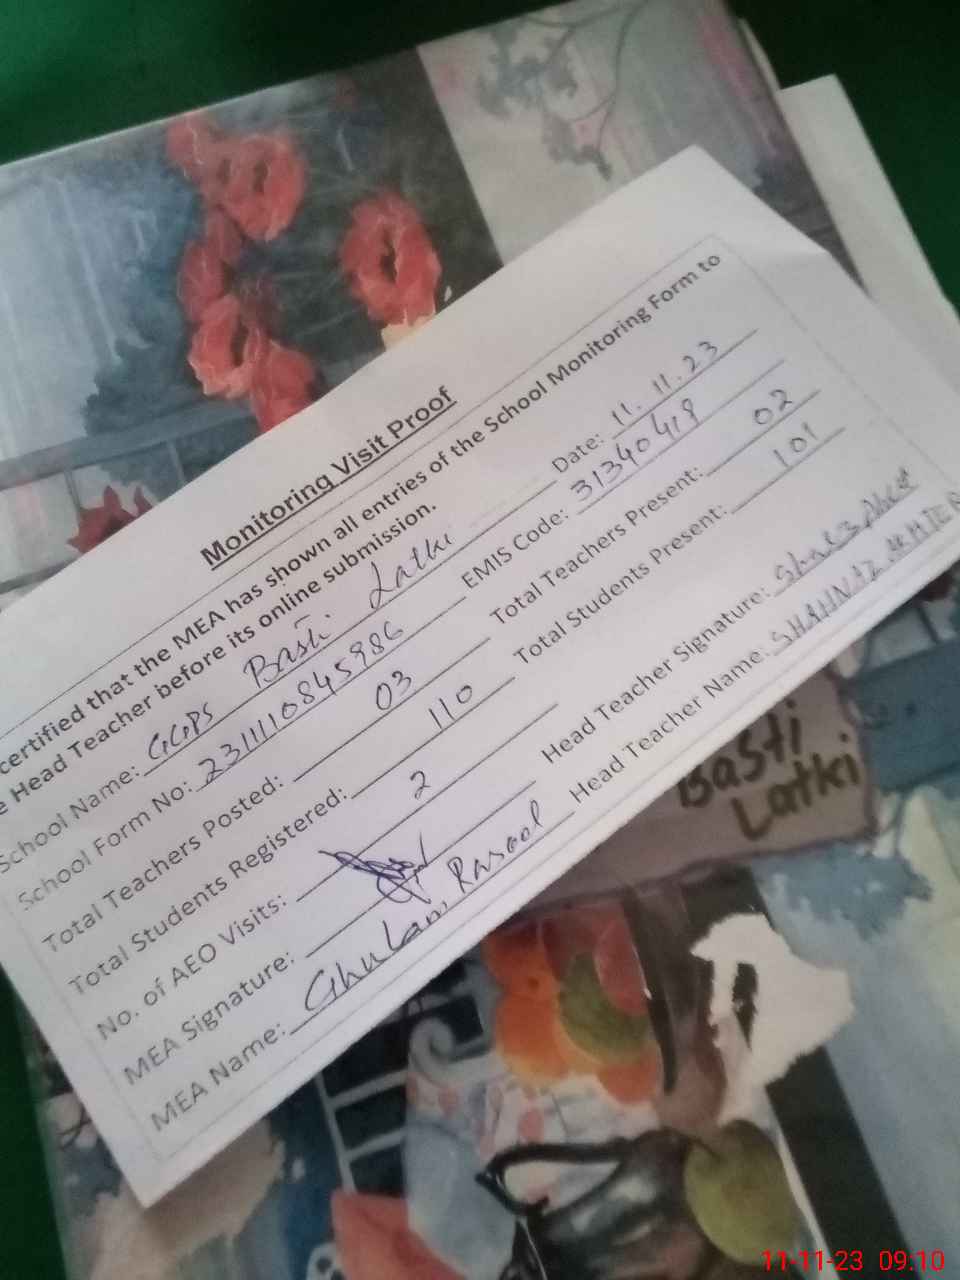 Monitoring Visit Proof
certified that the MEA has shown all entries of the School Monitoring Form to
e Head Teacher before its online submission.
School Name: GGPS Basti Latki Date: 11.11.23
School Form No: 231110845986 EMIS Code: 31340419
Total Teachers Posted: 03 Total Teachers Present: 02
Total Students Registered: 110 Total Students Present: 101
No. of AEO Visits: 2
MEA Signature: Head Teacher Signature:
MEA Name: Ghulam Rasool Head Teacher Name: SHAHNAZ
Basti
Latki
11-11-23 09:10